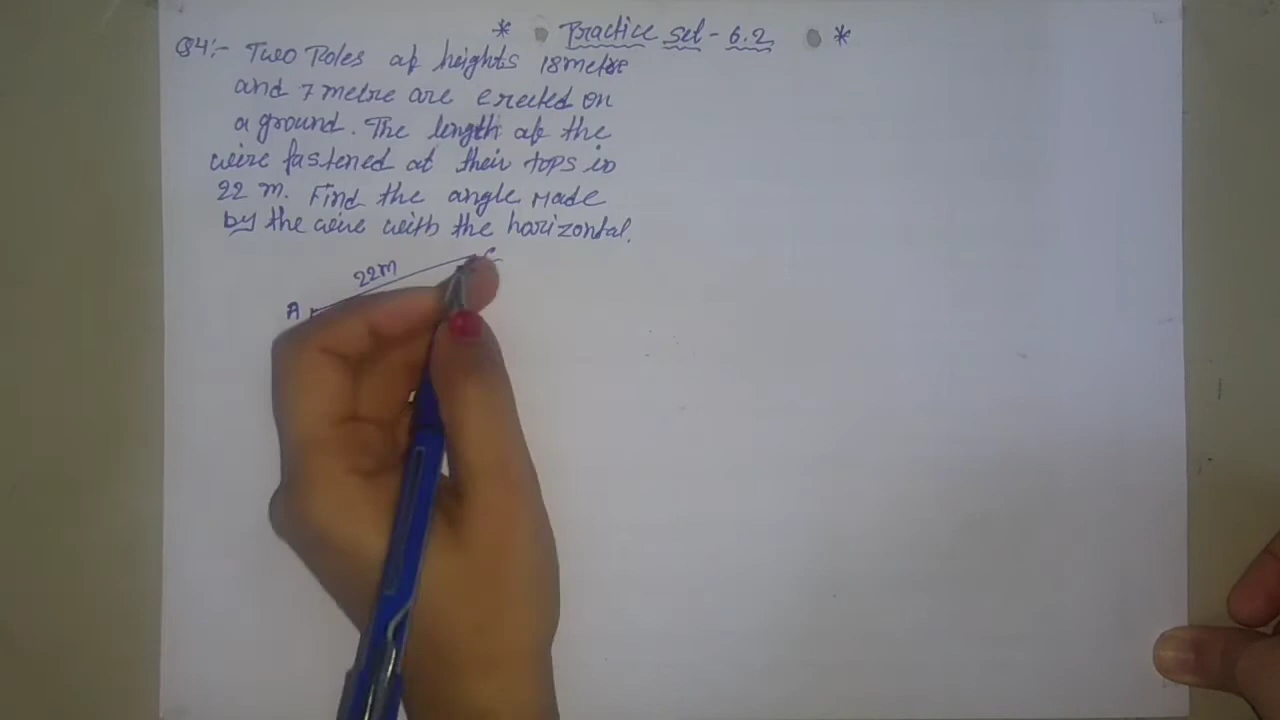 * Practice set - 6.2 *
Q4:- Two Poles of heights 18 metre
and 7 metre are erected on
a ground. The length of the
wire fastened at their tops is
22 m. Find the angle Made
by the wire with the horizontal.
22m
A